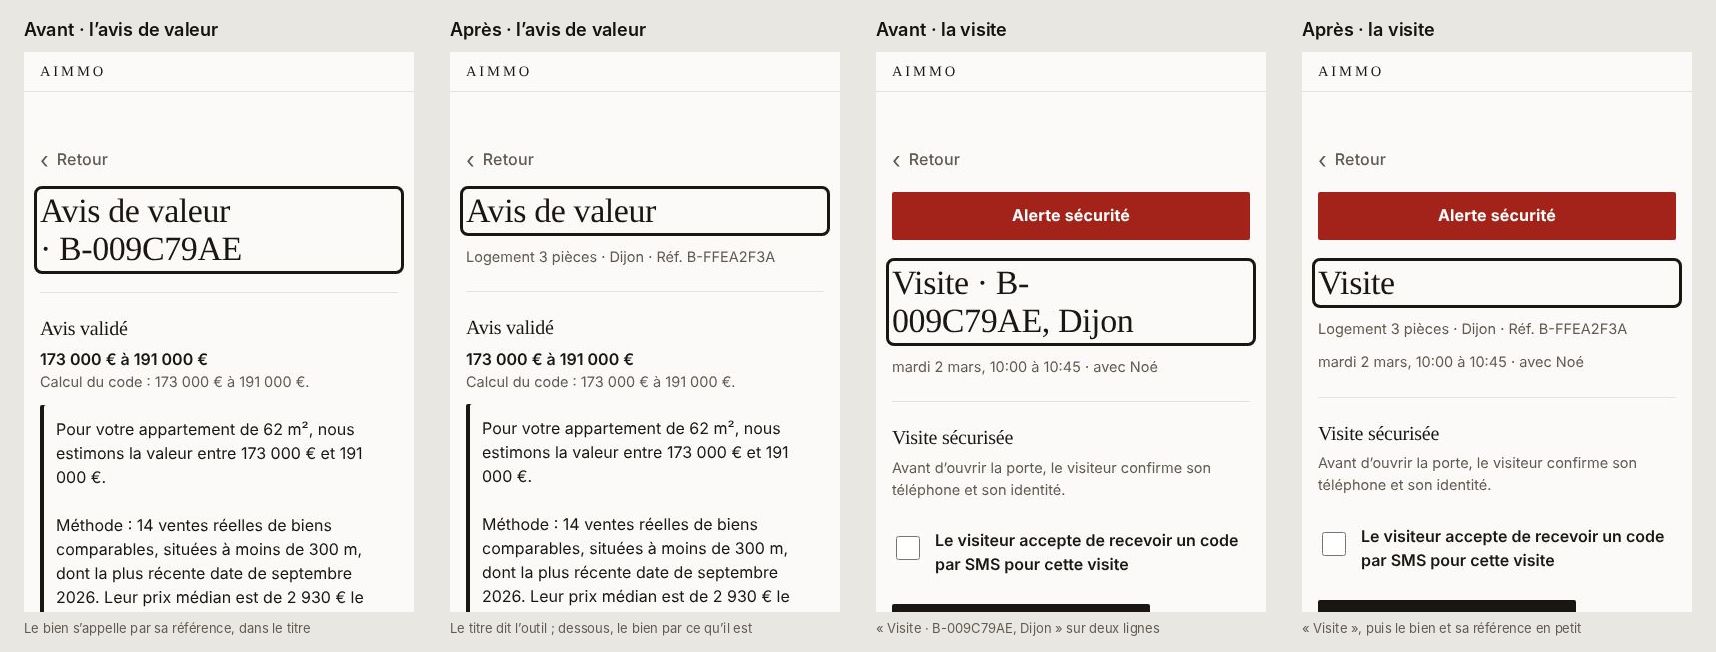 Avant · l’avis de valeur
AIMMO
‹ Retour
Avis de valeur
· B-009C79AE
Avis validé
173 000 € à 191 000 €
Calcul du code : 173 000 € à 191 000 €.
Pour votre appartement de 62 m², nous
estimons la valeur entre 173 000 € et 191
000 €.
Méthode : 14 ventes réelles de biens
comparables, situées à moins de 300 m,
dont la plus récente date de septembre
2026. Leur prix médian est de 2 930 € le
Le bien s’appelle par sa référence, dans le titre
Après · l’avis de valeur
AIMMO
‹ Retour
Avis de valeur
Logement 3 pièces · Dijon · Réf. B-FFEA2F3A
Avis validé
173 000 € à 191 000 €
Calcul du code : 173 000 € à 191 000 €.
Pour votre appartement de 62 m², nous
estimons la valeur entre 173 000 € et 191
000 €.
Méthode : 14 ventes réelles de biens
comparables, situées à moins de 300 m,
dont la plus récente date de septembre
2026. Leur prix médian est de 2 930 € le
Le titre dit l’outil ; dessous, le bien par ce qu’il est
Avant · la visite
AIMMO
‹ Retour
Alerte sécurité
Visite · B-
009C79AE, Dijon
mardi 2 mars, 10:00 à 10:45 · avec Noé
Visite sécurisée
Avant d’ouvrir la porte, le visiteur confirme son
téléphone et son identité.
Le visiteur accepte de recevoir un code
par SMS pour cette visite
« Visite · B-009C79AE, Dijon » sur deux lignes
Après · la visite
AIMMO
‹ Retour
Alerte sécurité
Visite
Logement 3 pièces · Dijon · Réf. B-FFEA2F3A
mardi 2 mars, 10:00 à 10:45 · avec Noé
Visite sécurisée
Avant d’ouvrir la porte, le visiteur confirme son
téléphone et son identité.
Le visiteur accepte de recevoir un code
par SMS pour cette visite
« Visite », puis le bien et sa référence en petit